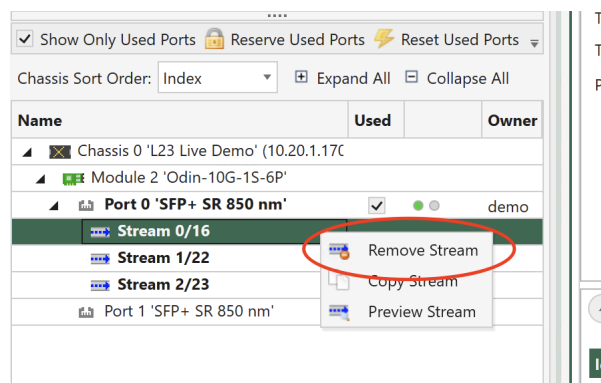 Show Only Used Ports Reserve Used Ports Reset Used Ports
Chassis Sort Order: Index Expand All Collapse All
Name Used Owner
Chassis 0 'L23 Live Demo' (10.20.1.170
Module 2 'Odin-10G-1S-6P'
Port 0 'SFP+ SR 850 nm' demo
Stream 0/16
Remove Stream
Stream 1/22
Copy Stream
Stream 2/23
Preview Stream
Port 1 'SFP+ SR 850 nm'